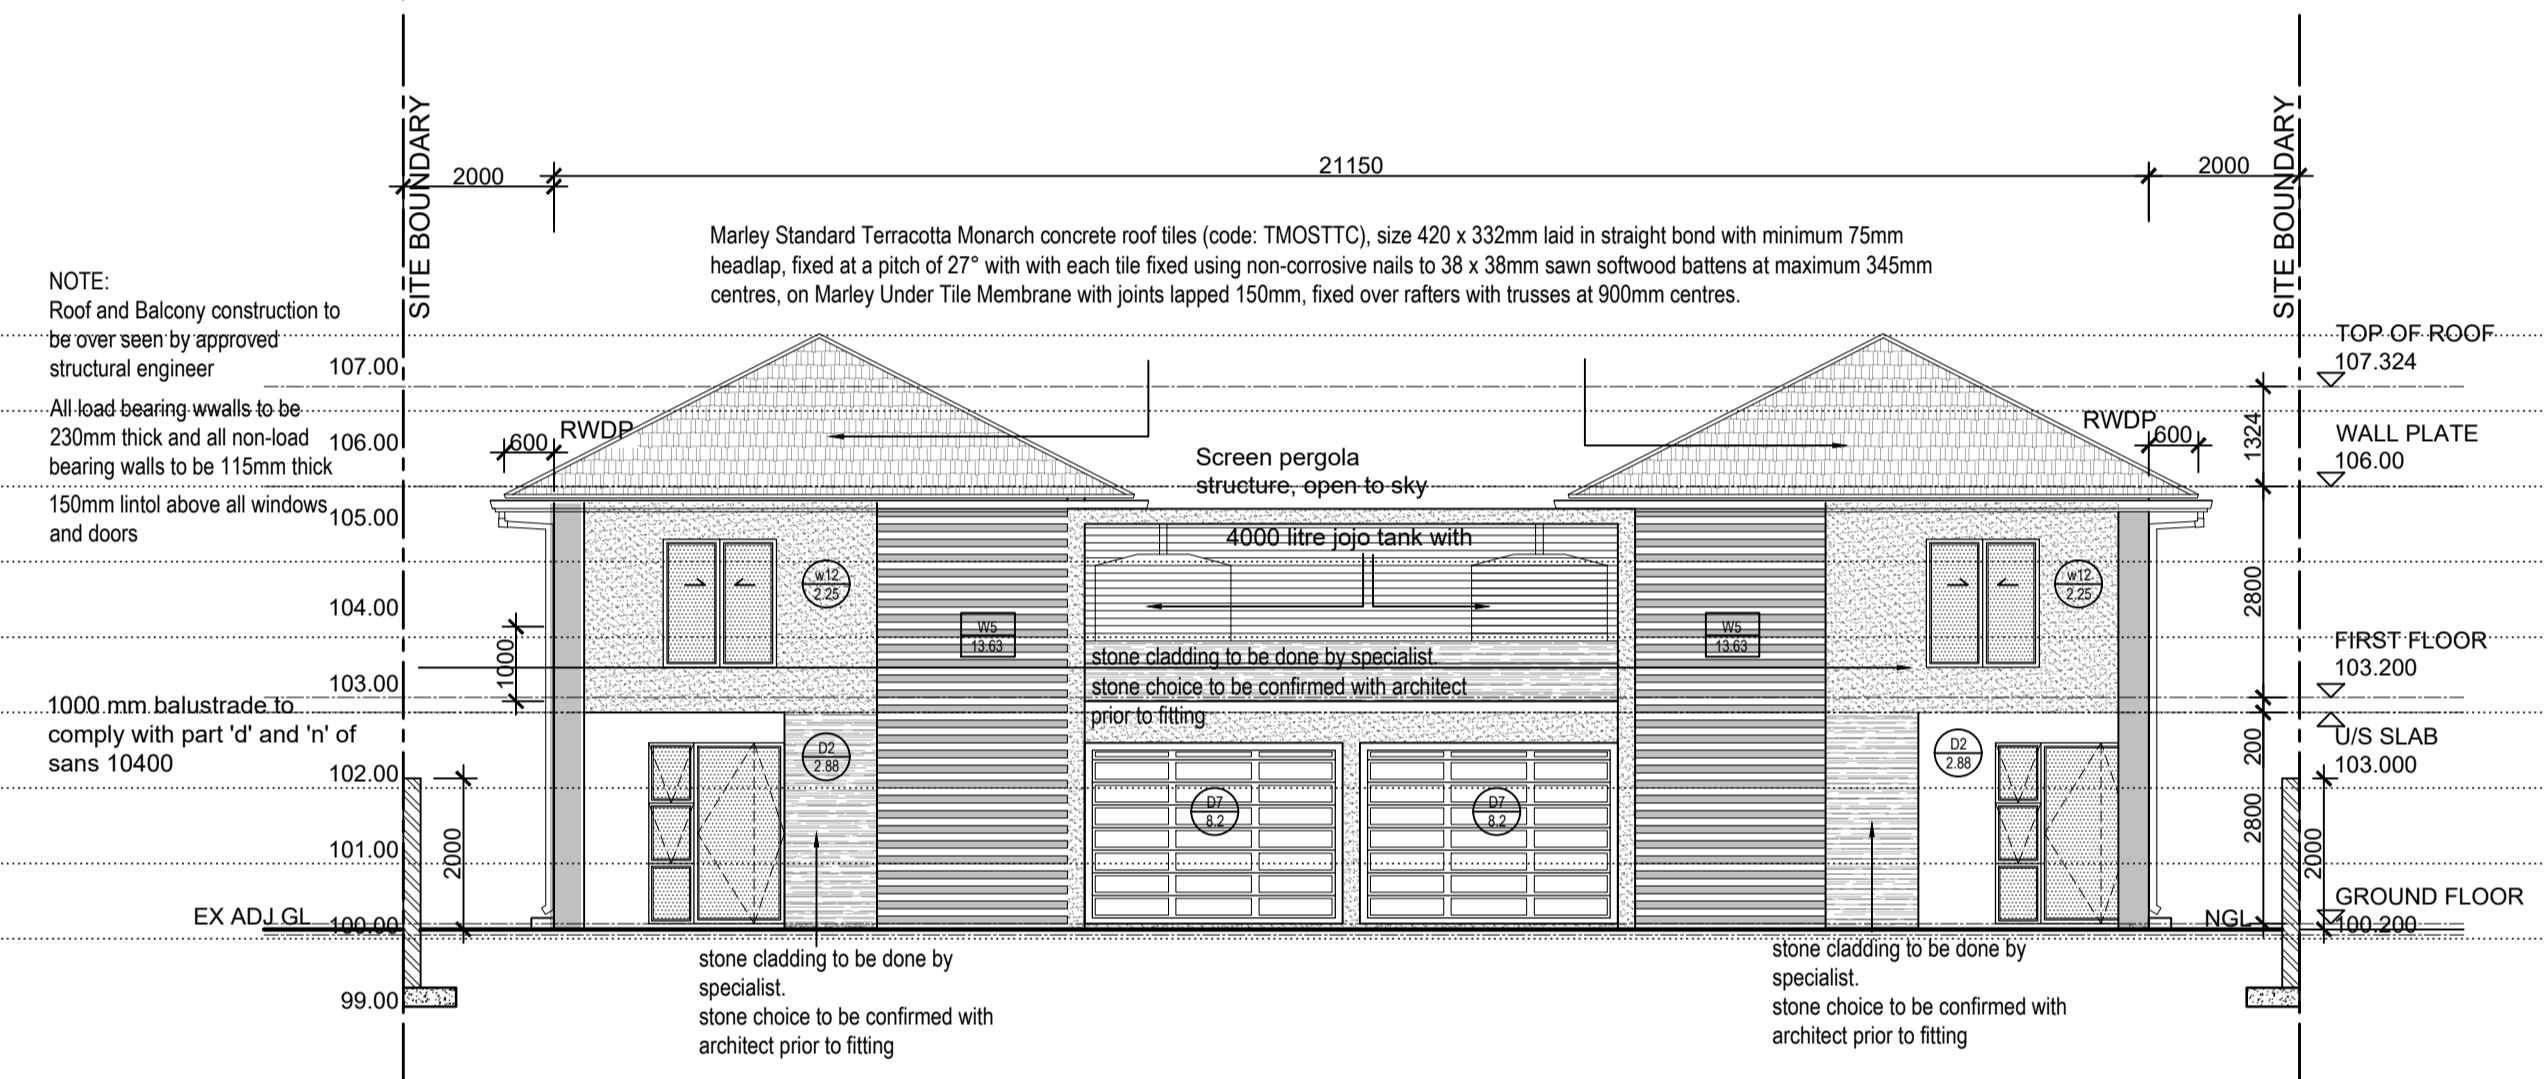 SITE BOUNDARY
SITE BOUNDARY
2000
21150
2000
Marley Standard Terracotta Monarch concrete roof tiles (code: TMOSTTC), size 420 x 332mm laid in straight bond with minimum 75mm
headlap, fixed at a pitch of 27° with with each tile fixed using non-corrosive nails to 38 x 38mm sawn softwood battens at maximum 345mm
centres, on Marley Under Tile Membrane with joints lapped 150mm, fixed over rafters with trusses at 900mm centres.
NOTE:
Roof and Balcony construction to
be over seen by approved
structural engineer
All load bearing wwalls to be
230mm thick and all non-load
bearing walls to be 115mm thick
150mm lintol above all windows
and doors
1000 mm balustrade to
comply with part 'd' and 'n' of
sans 10400
107.00
106.00
105.00
104.00
103.00
102.00
101.00
100.00
99.00
EX ADJ GL
600
RWDP
1000
2000
Screen pergola
structure, open to sky
4000 litre jojo tank with
stone cladding to be done by specialist.
stone choice to be confirmed with architect
prior to fitting
w12
2.25
W5
13.63
W5
13.63
w12
2.25
D2
2.88
D7
8.2
D7
8.2
D2
2.88
RWDP
600
1324
2800
200
2800
2000
TOP OF ROOF
107.324
WALL PLATE
106.00
FIRST FLOOR
103.200
U/S SLAB
103.000
GROUND FLOOR
100.200
NGL
stone cladding to be done by
specialist.
stone choice to be confirmed with
architect prior to fitting
stone cladding to be done by
specialist.
stone choice to be confirmed with
architect prior to fitting